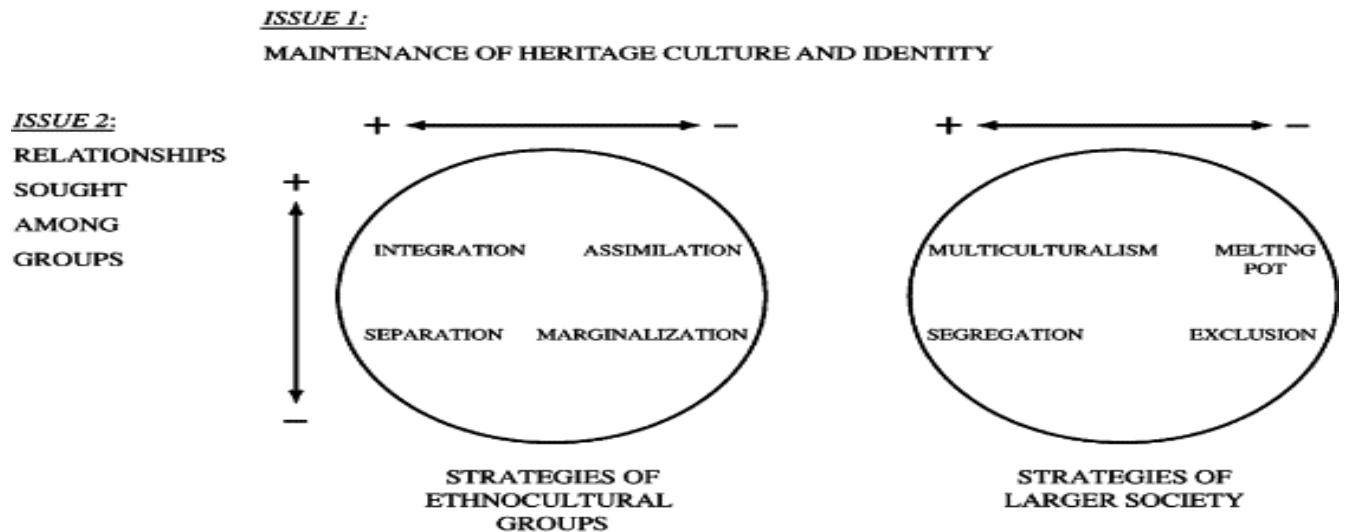 ISSUE 1:
MAINTENANCE OF HERITAGE CULTURE AND IDENTITY
ISSUE 2:
RELATIONSHIPS
SOUGHT
AMONG
GROUPS
+ −
+ −
+
−
INTEGRATION ASSIMILATION
SEPARATION MARGINALIZATION
MULTICULTURALISM MELTING
POT
SEGREGATION EXCLUSION
STRATEGIES OF
ETHNOCULTURAL
GROUPS
STRATEGIES OF
LARGER SOCIETY